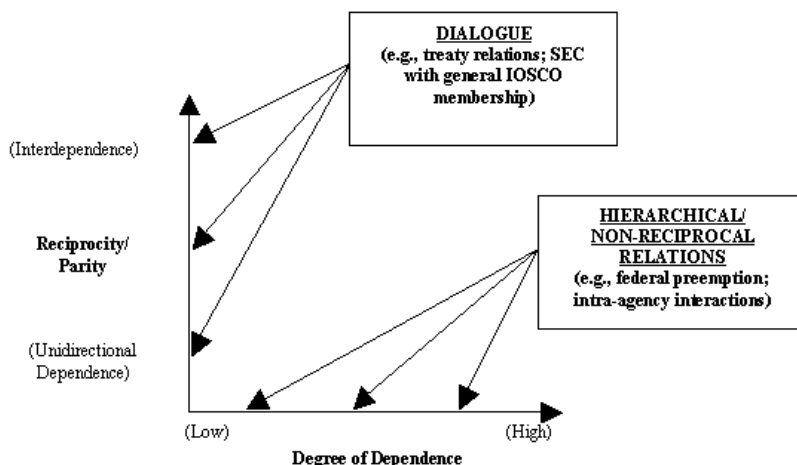 DIALOGUE
(e.g., treaty relations; SEC
with general IOSCO
membership)
(Interdependence)
HIERARCHICAL/
NON-RECIPROCAL
RELATIONS
(e.g., federal preemption;
intra-agency interactions)
Reciprocity/
Parity
(Unidirectional
Dependence)
(Low)
(High)
Degree of Dependence